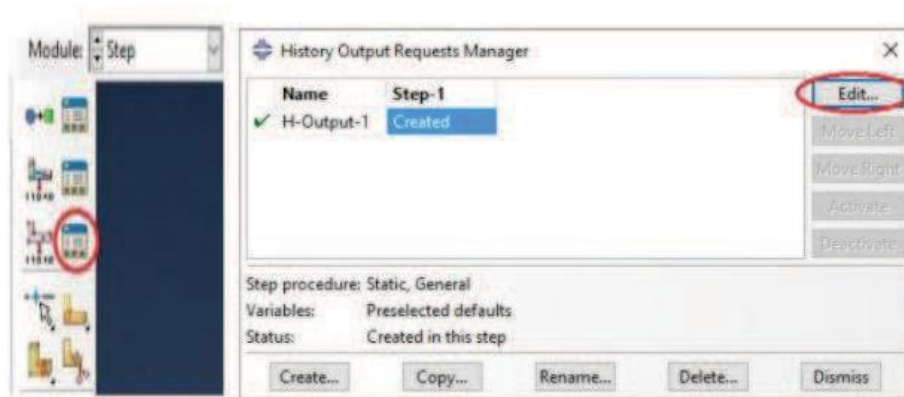 Module: Step
History Output Requests Manager
Name Step-1
H-Output-1 Created
Edit...
Move Left
Move Right
Activate
Deactivate
Step procedure: Static, General
Variables: Preselected defaults
Status: Created in this step
Create... Copy... Rename... Delete... Dismiss